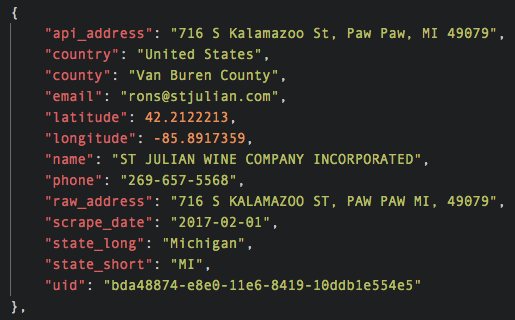 {
"api_address": "716 S Kalamazoo St, Paw Paw, MI 49079",
"country": "United States",
"county": "Van Buren County",
"email": "rons@stjulian.com",
"latitude": 42.2122213,
"longitude": -85.8917359,
"name": "ST JULIAN WINE COMPANY INCORPORATED",
"phone": "269-657-5568",
"raw_address": "716 S KALAMAZOO ST, PAW PAW MI, 49079",
"scrape_date": "2017-02-01",
"state_long": "Michigan",
"state_short": "MI",
"uid": "bda48874-e8e0-11e6-8419-10ddb1e554e5"
},